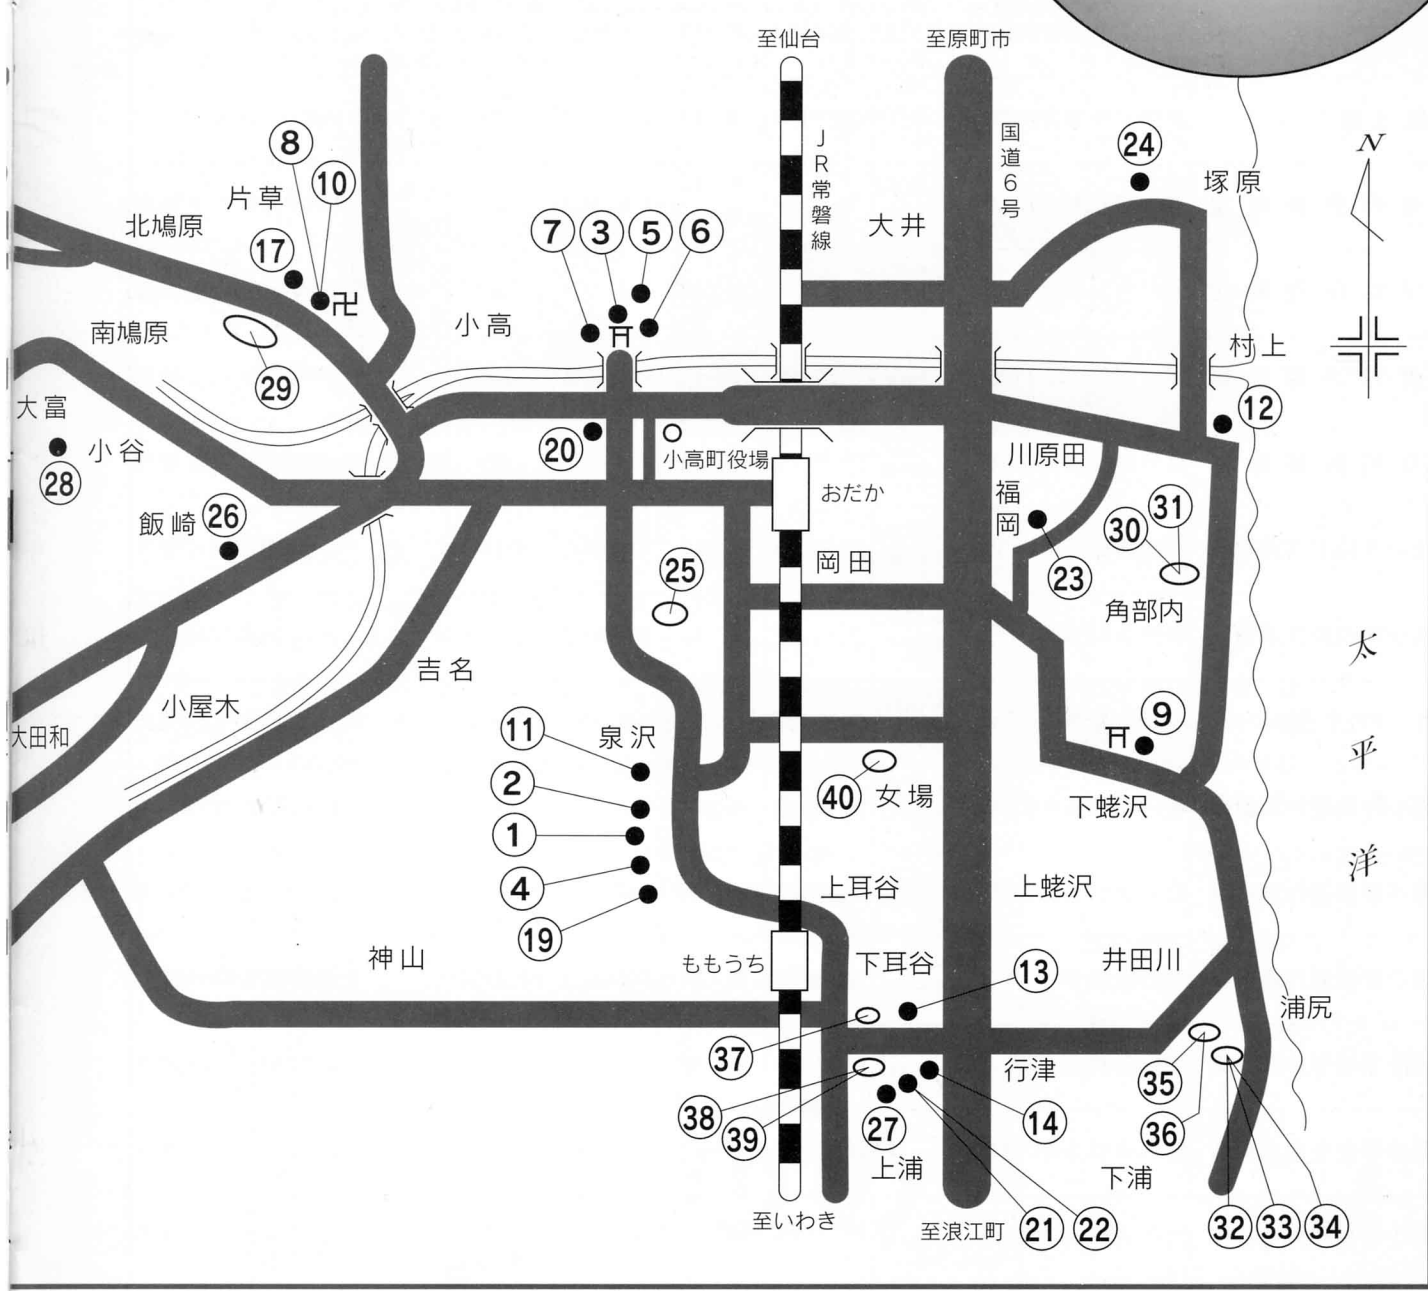 至仙台
至原町市
JR常磐線
国道6号
24
塚原
N
8
10
片草
北鳩原
17
卍
7
3
5
6
大井
小高
南鳩原
29
村上
12
大富
小谷
28
20
小高町役場
おだか
川原田
福岡
飯崎
26
23
30
31
角部内
25
岡田
吉名
小屋木
大田和
太平洋
9
11
泉沢
2
1
4
19
40
女場
下蛯沢
上耳谷
上蛯沢
神山
ももうち
下耳谷
13
井田川
浦尻
37
38
39
27
上浦
行津
14
35
36
下浦
至いわき
至浪江町
21
22
32
33
34